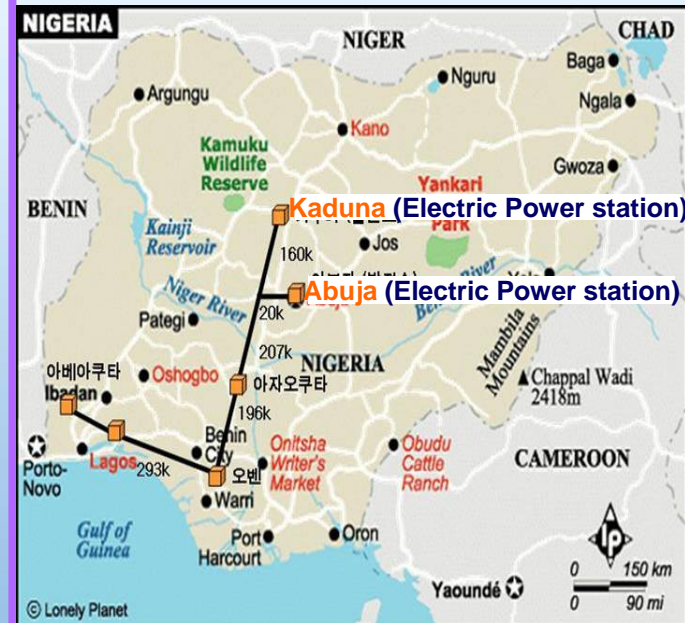 NIGERIA
NIGER
CHAD
Baga
Nguru
Argungu
Ngala
Kano
Kamuku
Wildlife
Reserve
Gwoza
Yankari
Park
BENIN
Kaduna (Electric Power station)
Kainji
Reservoir
Jos
160k
Niger River
River
Abuja (Electric Power station)
20k
Pategi
207k
NIGERIA
Mambila
Mountains
아베아쿠타
Ibadan
Oshogbo
아자오쿠타
Chappal Wadi
2418m
196k
Benin
City
Onitsha
Writer's
Market
Obudu
Cattle
Ranch
Porto-
Novo
Lagos
293k
오벤
CAMEROON
Warri
Gulf of
Guinea
Port
Harcourt
Oron
lp
0 150 km
0 90 mi
Yaoundé
© Lonely Planet